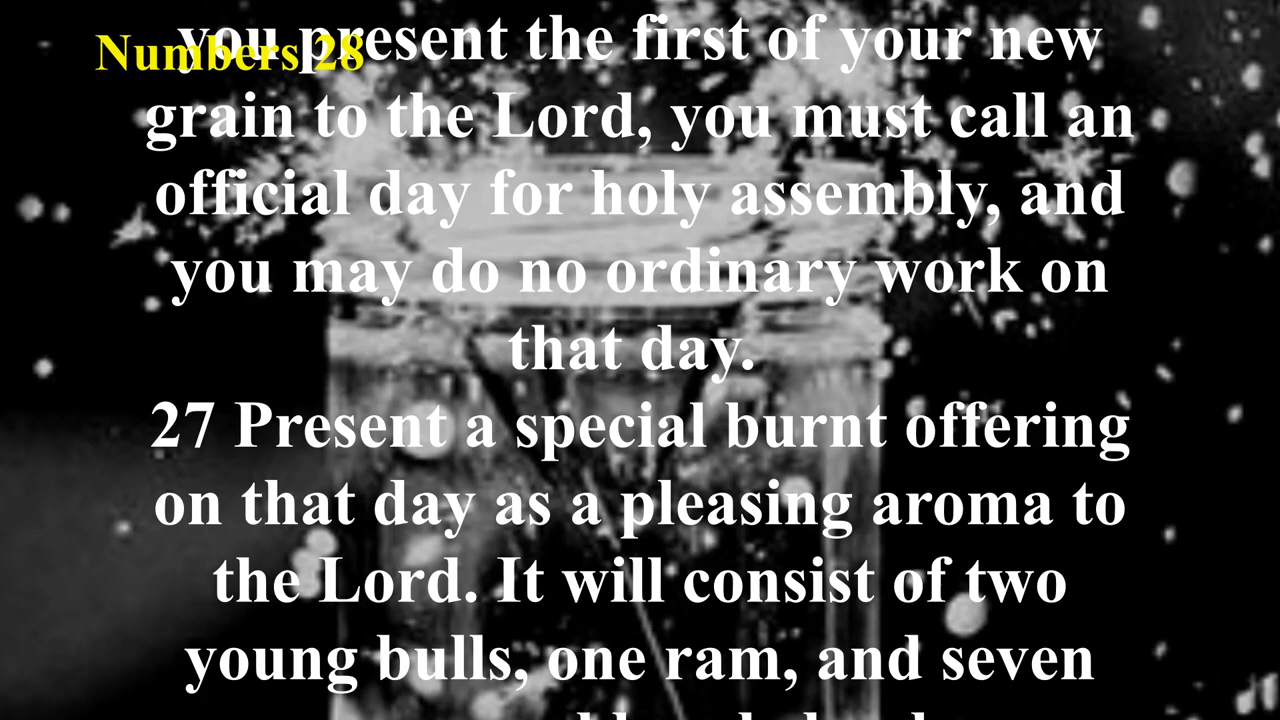 Numbers 28
you present the first of your new
grain to the Lord, you must call an
official day for holy assembly, and
you may do no ordinary work on
that day.
27 Present a special burnt offering
on that day as a pleasing aroma to
the Lord. It will consist of two
young bulls, one ram, and seven